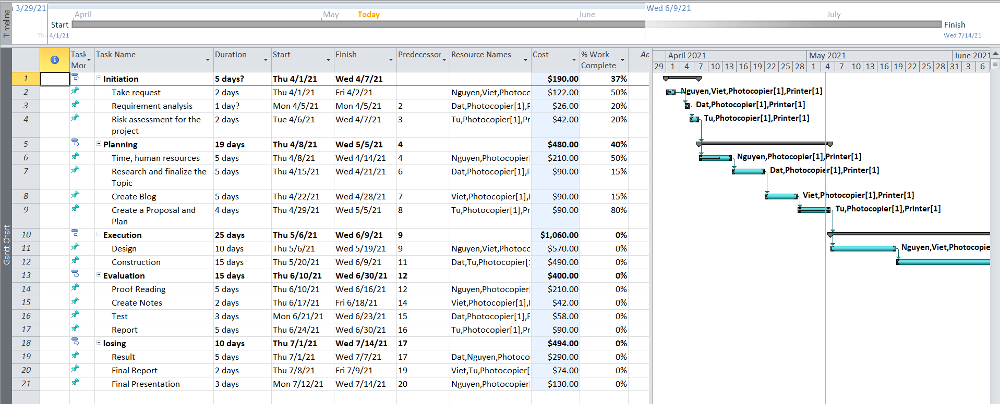 3/29/21
Wed 6/9/21
April
May
Today
June
July
Start
Finish
Thu 4/1/21
Wed 7/14/21
Timeline
Gantt Chart
Task Moc Task Name Duration Start Finish Predecessor Resource Names Cost % Work Complete Ac
April 2021 May 2021 June 2021
29 1 4 7 10 13 16 19 22 25 28 1 4 7 10 13 16 19 22 25 28 31 3 6
1 Initiation 5 days? Thu 4/1/21 Wed 4/7/21 $190.00 37%
2 Take request 2 days Thu 4/1/21 Fri 4/2/21 Nguyen,Viet,Photocc $122.00 50% Nguyen,Viet,Photocopier[1],Printer[1]
3 Requirement analysis 1 day? Mon 4/5/21 Mon 4/5/21 2 Dat,Photocopier[1],F $26.00 20% Dat,Photocopier[1],Printer[1]
4 Risk assessment for the project 2 days Tue 4/6/21 Wed 4/7/21 3 Tu,Photocopier[1],Pr $42.00 20% Tu,Photocopier[1],Printer[1]
5 Planning 19 days Thu 4/8/21 Wed 5/5/21 4 $480.00 40%
6 Time, human resources 5 days Thu 4/8/21 Wed 4/14/21 4 Nguyen,Photocopier[ $210.00 50% Nguyen,Photocopier[1],Printer[1]
7 Research and finalize the Topic 5 days Thu 4/15/21 Wed 4/21/21 6 Dat,Photocopier[1],F $90.00 15% Dat,Photocopier[1],Printer[1]
8 Create Blog 5 days Thu 4/22/21 Wed 4/28/21 7 Viet,Photocopier[1],I $90.00 15% Viet,Photocopier[1],Printer[1]
9 Create a Proposal and Plan 4 days Thu 4/29/21 Wed 5/5/21 8 Tu,Photocopier[1],Pr $90.00 80% Tu,Photocopier[1],Printer[1]
10 Execution 25 days Thu 5/6/21 Wed 6/9/21 9 $1,060.00 0%
11 Design 10 days Thu 5/6/21 Wed 5/19/21 9 Nguyen,Viet,Photocc $570.00 0% Nguyen,Viet,Photocopie
12 Construction 15 days Thu 5/20/21 Wed 6/9/21 11 Dat,Tu,Photocopier[: $490.00 0%
13 Evaluation 15 days Thu 6/10/21 Wed 6/30/21 12 $400.00 0%
14 Proof Reading 5 days Thu 6/10/21 Wed 6/16/21 12 Nguyen,Photocopier[ $210.00 0%
15 Create Notes 2 days Thu 6/17/21 Fri 6/18/21 14 Viet,Photocopier[1],I $42.00 0%
16 Test 3 days Mon 6/21/21 Wed 6/23/21 15 Dat,Photocopier[1],F $58.00 0%
17 Report 5 days Thu 6/24/21 Wed 6/30/21 16 Tu,Photocopier[1],Pr $90.00 0%
18 losing 10 days Thu 7/1/21 Wed 7/14/21 17 $494.00 0%
19 Result 5 days Thu 7/1/21 Wed 7/7/21 17 Dat,Nguyen,Photoco $290.00 0%
20 Final Report 2 days Thu 7/8/21 Fri 7/9/21 19 Viet,Tu,Photocopier[ $74.00 0%
21 Final Presentation 3 days Mon 7/12/21 Wed 7/14/21 20 Nguyen,Photocopier $130.00 0%